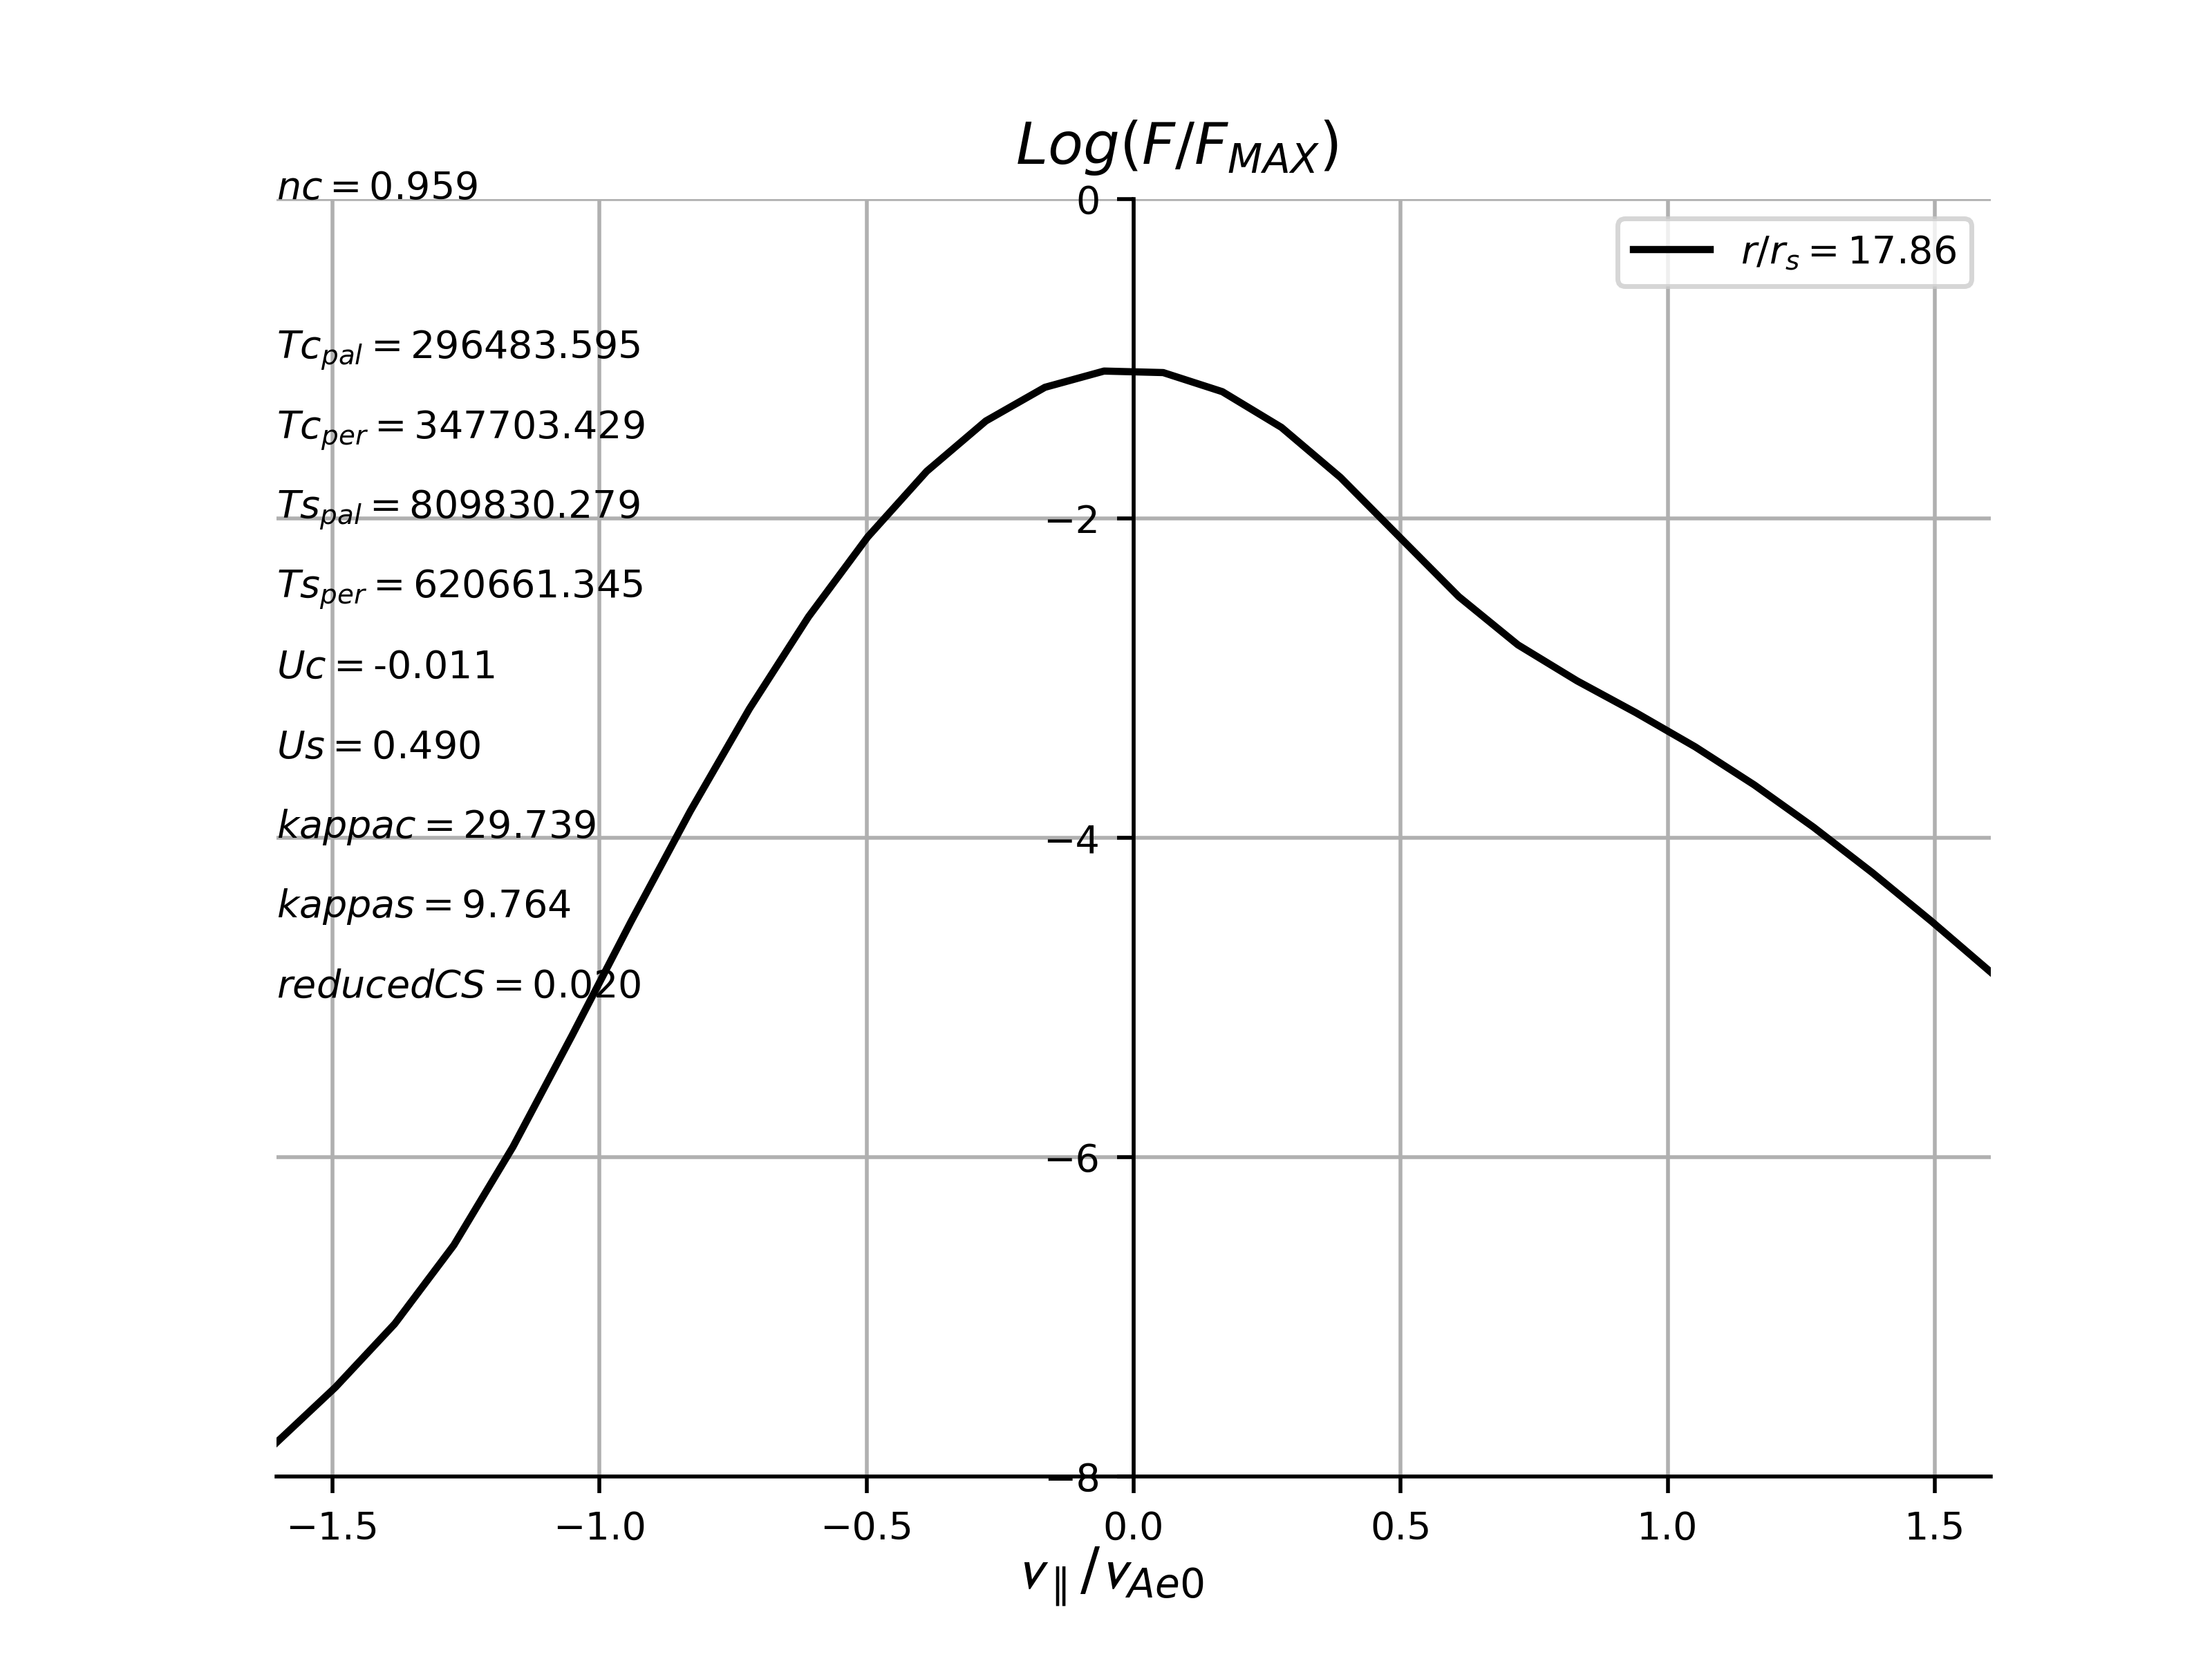 Log(F/F_MAX)
nc = 0.959
0
r/r_s = 17.86
Tc_pal = 296483.595
Tc_per = 347703.429
Ts_pal = 809830.279
−2
Ts_per = 620661.345
Uc = -0.011
Us = 0.490
kappac = 29.739
−4
kappas = 9.764
reducedCS = 0.020
−6
−8
−1.5 −1.0 −0.5 0.0 0.5 1.0 1.5
v_∥/v_Ae0